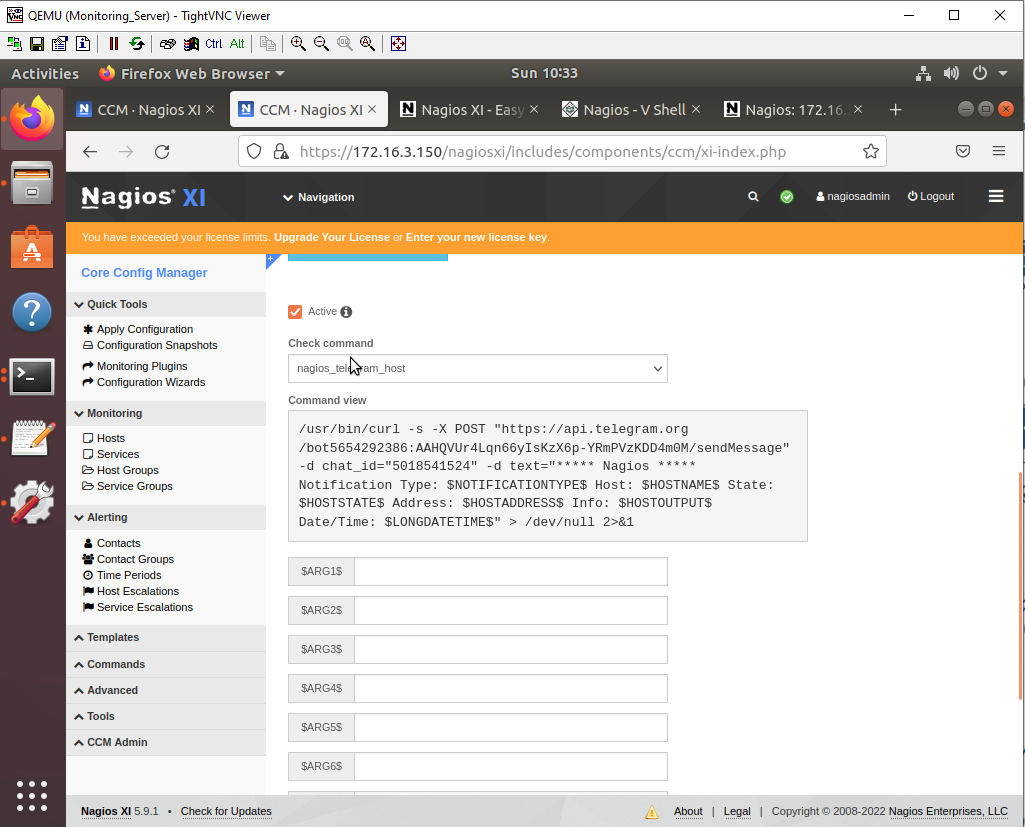 QEMU (Monitoring_Server) - TightVNC Viewer
Ctrl Alt
Activities Firefox Web Browser Sun 10:33
CCM · Nagios XI CCM · Nagios XI Nagios XI - Easy Nagios - V Shell Nagios: 172.16.3
https://172.16.3.150/nagiosxi/includes/components/ccm/xi-index.php
Nagios® XI Navigation nagiosadmin Logout
You have exceeded your license limits. Upgrade Your License or Enter your new license key.
Core Config Manager
Quick Tools
Apply Configuration
Configuration Snapshots
Monitoring Plugins
Configuration Wizards
Monitoring
Hosts
Services
Host Groups
Service Groups
Alerting
Contacts
Contact Groups
Time Periods
Host Escalations
Service Escalations
Templates
Commands
Advanced
Tools
CCM Admin
Active
Check command
nagios_telegram_host
Command view
/usr/bin/curl -s -X POST "https://api.telegram.org
/bot5654292386:AAHQVUr4Lqn66yIsKzX6p-YRmPVzKDD4m0M/sendMessage"
-d chat_id="5018541524" -d text="***** Nagios *****
Notification Type: $NOTIFICATIONTYPE$ Host: $HOSTNAME$ State:
$HOSTSTATE$ Address: $HOSTADDRESS$ Info: $HOSTOUTPUT$
Date/Time: $LONGDATETIME$" > /dev/null 2>&1
$ARG1$
$ARG2$
$ARG3$
$ARG4$
$ARG5$
$ARG6$
Nagios XI 5.9.1 • Check for Updates About | Legal | Copyright © 2008-2022 Nagios Enterprises, LLC